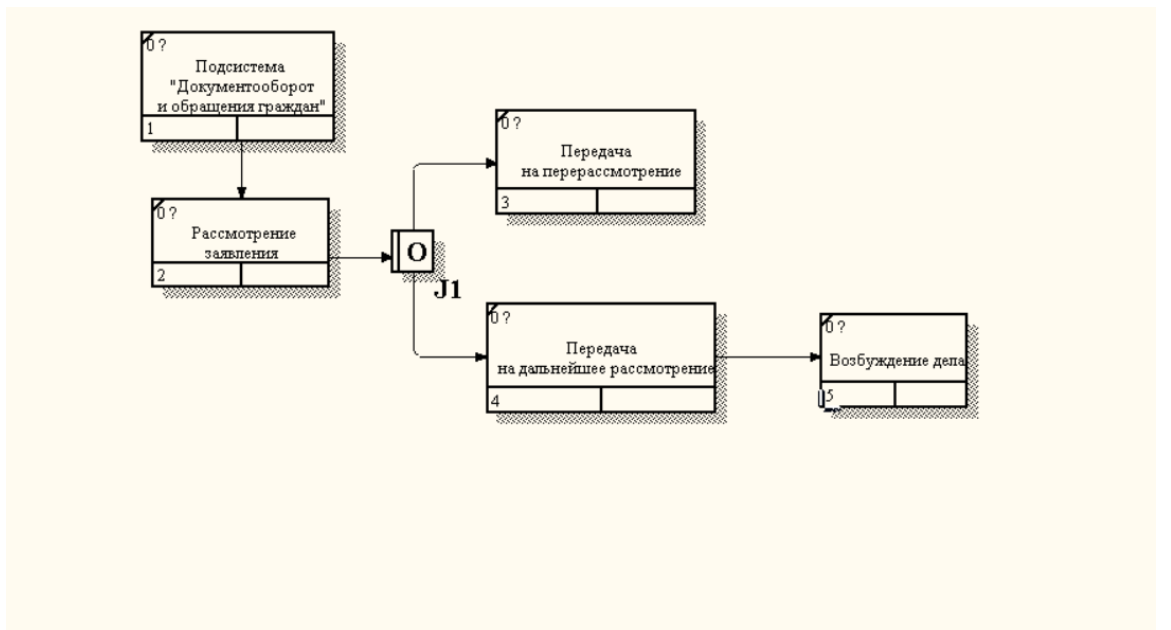 0 ?
Подсистема
"Документооборот
и обращения граждан"
1
0 ?
Рассмотрение
заявления
2
O
J1
0 ?
Передача
на перерассмотрение
3
0 ?
Передача
на дальнейшее рассмотрение
4
0 ?
Возбуждение дела
5